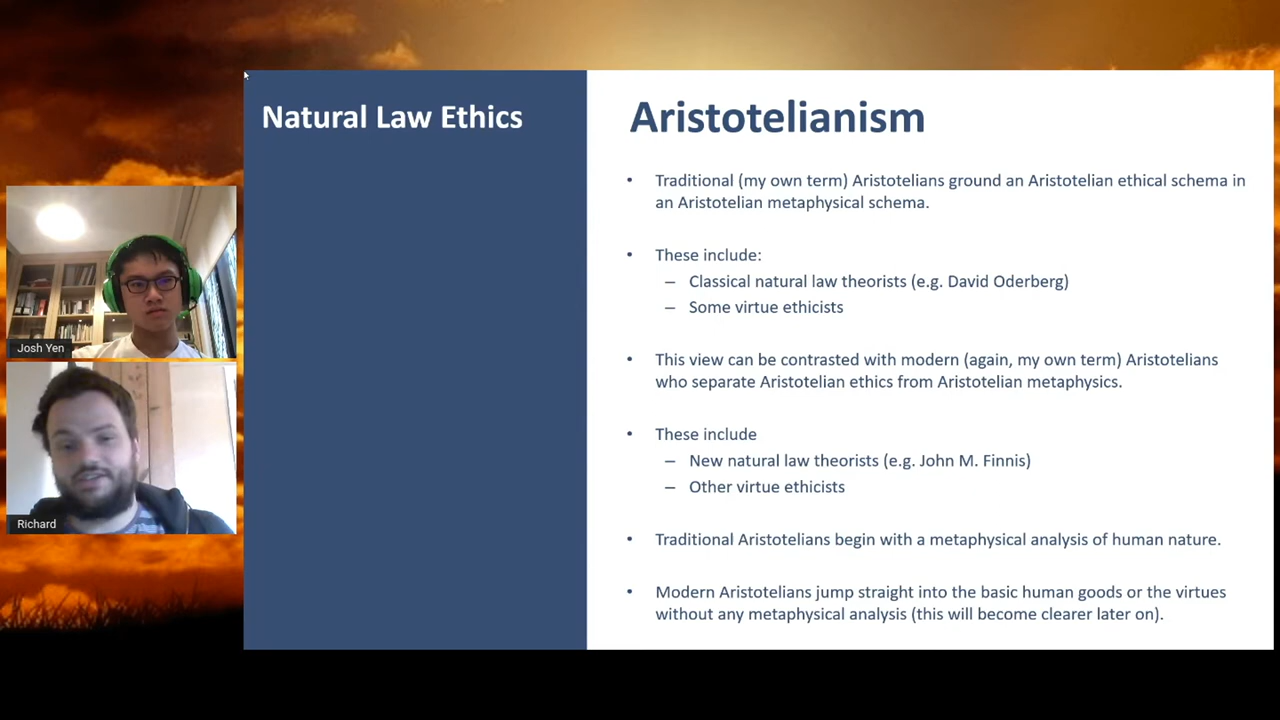 Natural Law Ethics
Aristotelianism
• Traditional (my own term) Aristotelians ground an Aristotelian ethical schema in
an Aristotelian metaphysical schema.
• These include:
– Classical natural law theorists (e.g. David Oderberg)
– Some virtue ethicists
• This view can be contrasted with modern (again, my own term) Aristotelians
who separate Aristotelian ethics from Aristotelian metaphysics.
• These include
– New natural law theorists (e.g. John M. Finnis)
– Other virtue ethicists
• Traditional Aristotelians begin with a metaphysical analysis of human nature.
• Modern Aristotelians jump straight into the basic human goods or the virtues
without any metaphysical analysis (this will become clearer later on).
Josh Yen
Richard